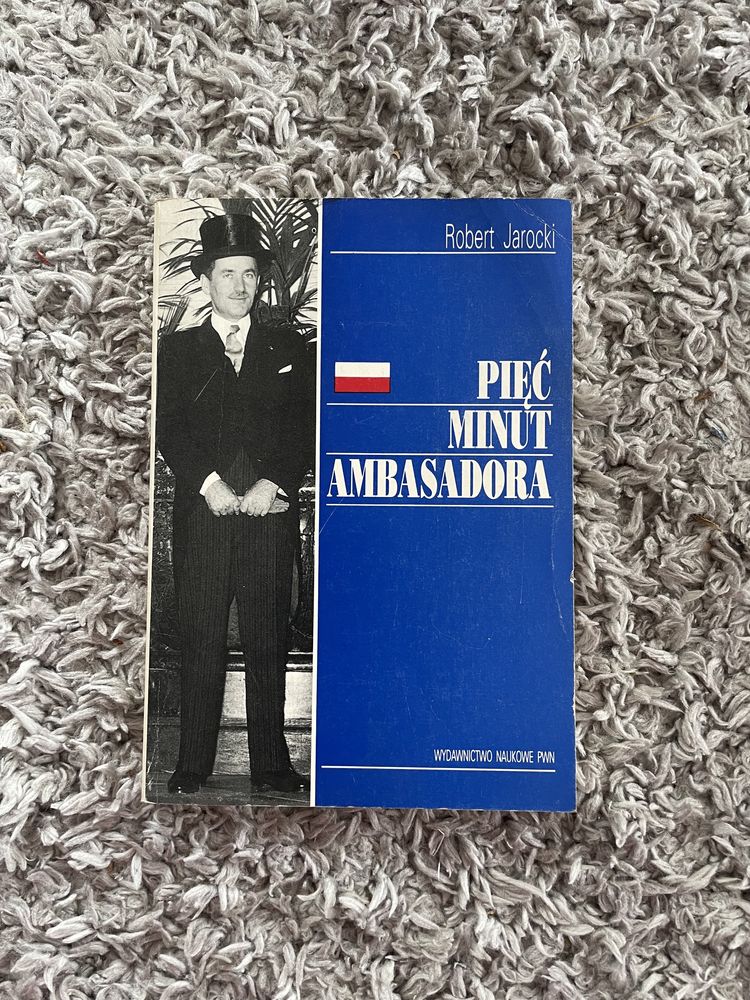 Robert Jarocki
PIĘĆ
MINUT
AMBASADORA
WYDAWNICTWO NAUKOWE PWN